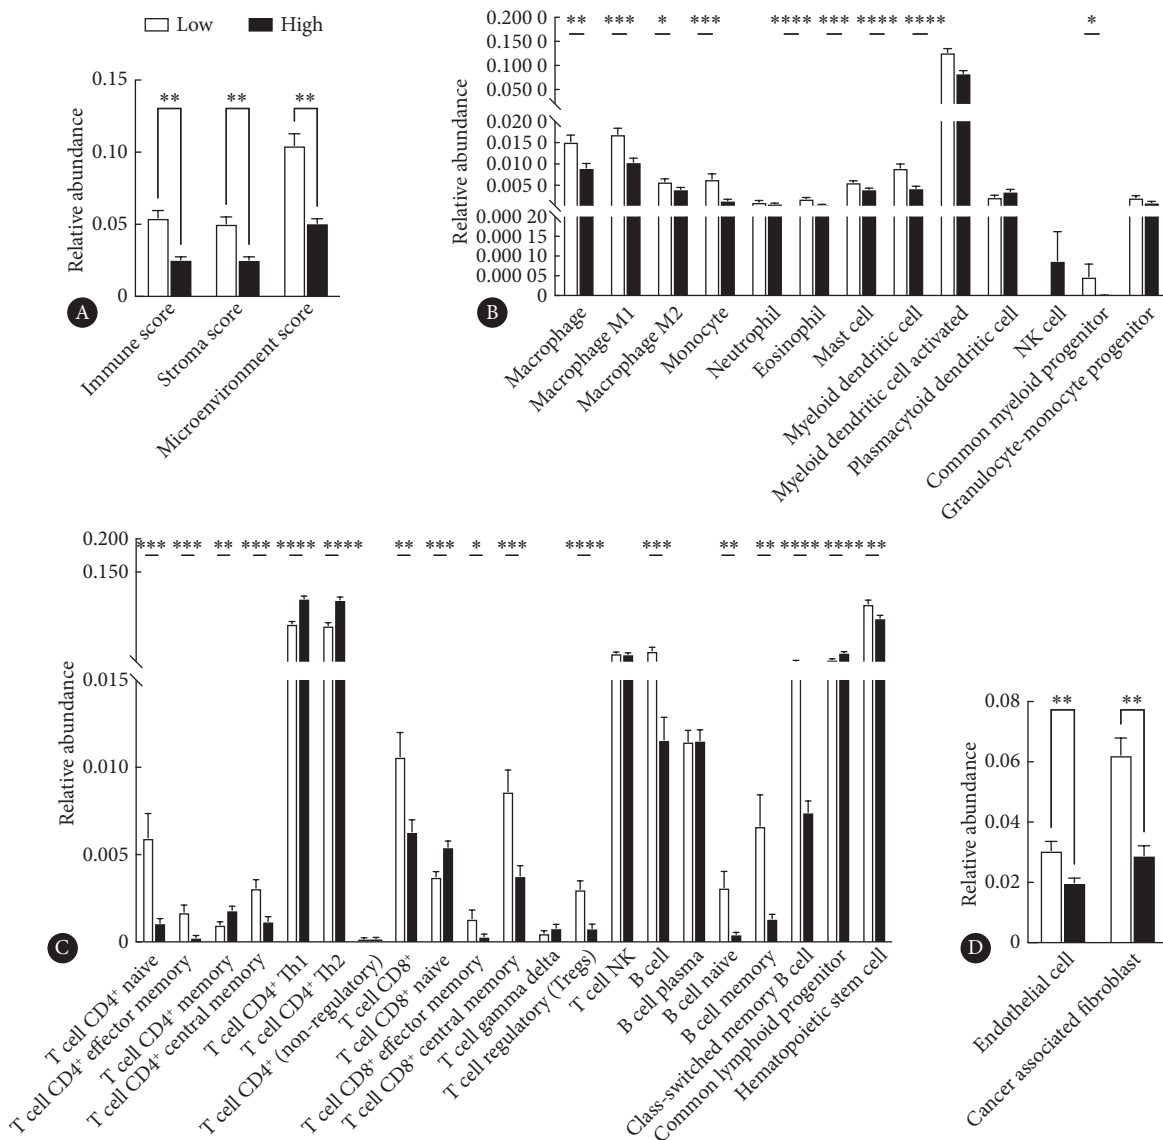 Low High
Relative abundance
0.15
0.10
0.05
0
** ** **
Immune score
Stroma score
Microenvironment score
A
Relative abundance
0.200 0
0.150 0
0.100 0
0.050 0
0.020 0
0.015 0
0.010 0
0.005 0
0.000 20
0.000 15
0.000 10
0.000 05
0
** *** * *** **** *** **** **** *
Macrophage
Macrophage M1
Macrophage M2
Monocyte
Neutrophil
Eosinophil
Mast cell
Myeloid dendritic cell
Myeloid dendritic cell activated
Plasmacytoid dendritic cell
NK cell
Common myeloid progenitor
Granulocyte-monocyte progenitor
B
Relative abundance
0.200
0.150
0.015
0.010
0.005
0
*** *** ** *** **** **** ** *** * *** **** *** ** ** **** **** **
T cell CD4⁺ naive
T cell CD4⁺ effector memory
T cell CD4⁺ memory
T cell CD4⁺ central memory
T cell CD4⁺ Th1
T cell CD4⁺ Th2
T cell CD4⁺ (non-regulatory)
T cell CD8⁺
T cell CD8⁺ naive
T cell CD8⁺ effector memory
T cell CD8⁺ central memory
T cell gamma delta
T cell regulatory (Tregs)
T cell NK
B cell
B cell plasma
B cell naive
B cell memory
Class-switched memory B cell
Common lymphoid progenitor
Hematopoietic stem cell
C
Relative abundance
0.08
0.06
0.04
0.02
0
** **
Endothelial cell
Cancer associated fibroblast
D